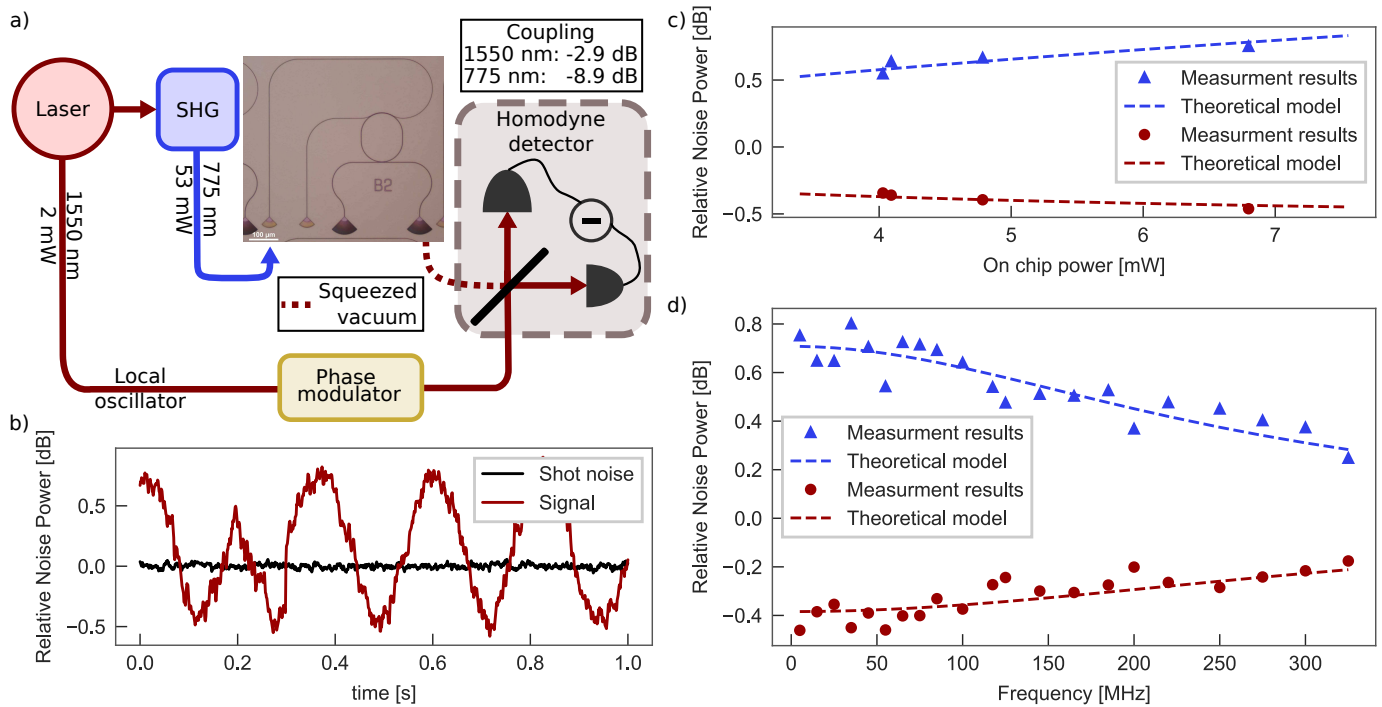 a)
Laser
SHG
775 nm
53 mW
1550 nm
2 mW
B2
100 μm
Coupling
1550 nm: -2.9 dB
775 nm: -8.9 dB
Homodyne
detector
Squeezed
vacuum
Local
oscillator
Phase
modulator
b)
Relative Noise Power [dB]
0.5
0.0
−0.5
Shot noise
Signal
0.0 0.2 0.4 0.6 0.8 1.0
time [s]
c)
Relative Noise Power [dB]
0.5
0.0
−0.5
Measurment results
Theoretical model
Measurment results
Theoretical model
4 5 6 7
On chip power [mW]
d)
Relative Noise Power [dB]
0.8
0.6
0.4
0.2
0.0
−0.2
−0.4
Measurment results
Theoretical model
Measurment results
Theoretical model
0 50 100 150 200 250 300
Frequency [MHz]